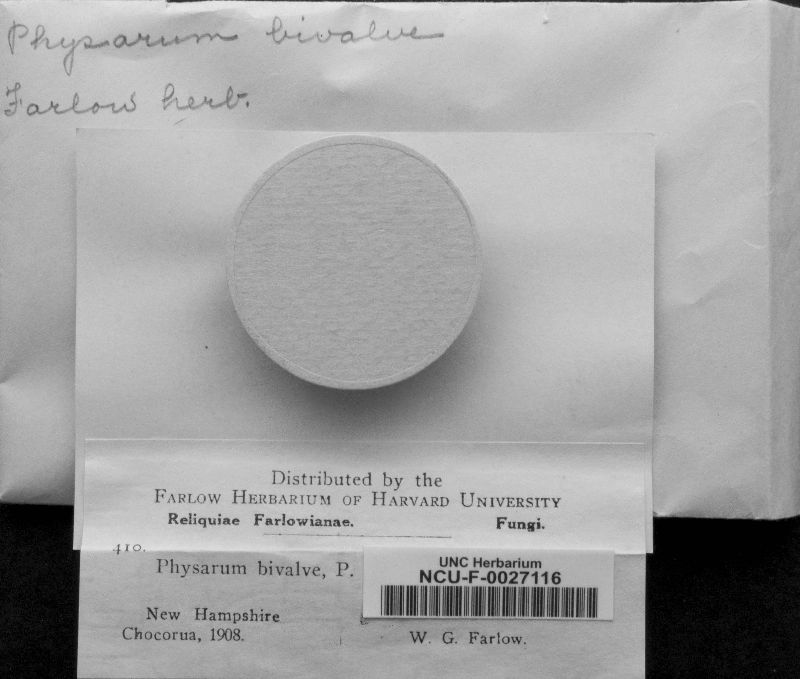 Physarum bivalve
Farlow herb.
Distributed by the
FARLOW HERBARIUM OF HARVARD UNIVERSITY
Reliquiae Farlowianae. Fungi.
410.
Physarum bivalve, P.
UNC Herbarium
NCU-F-0027116
New Hampshire
Chocorua, 1908.
W. G. Farlow.